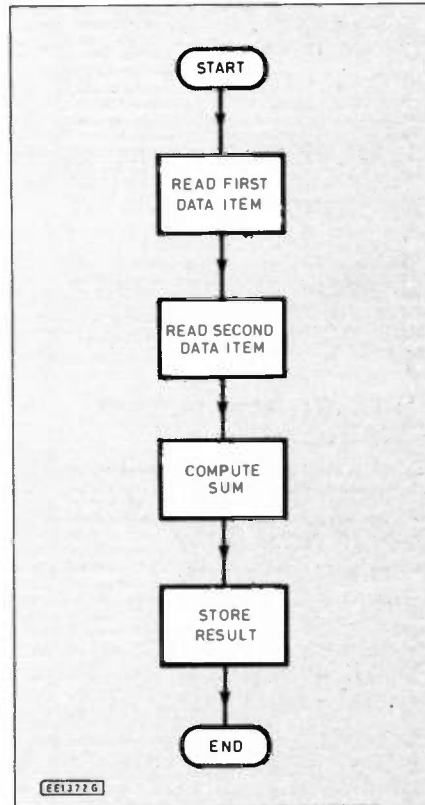 START
READ FIRST
DATA ITEM
READ SECOND
DATA ITEM
COMPUTE
SUM
STORE
RESULT
END
EE1372G